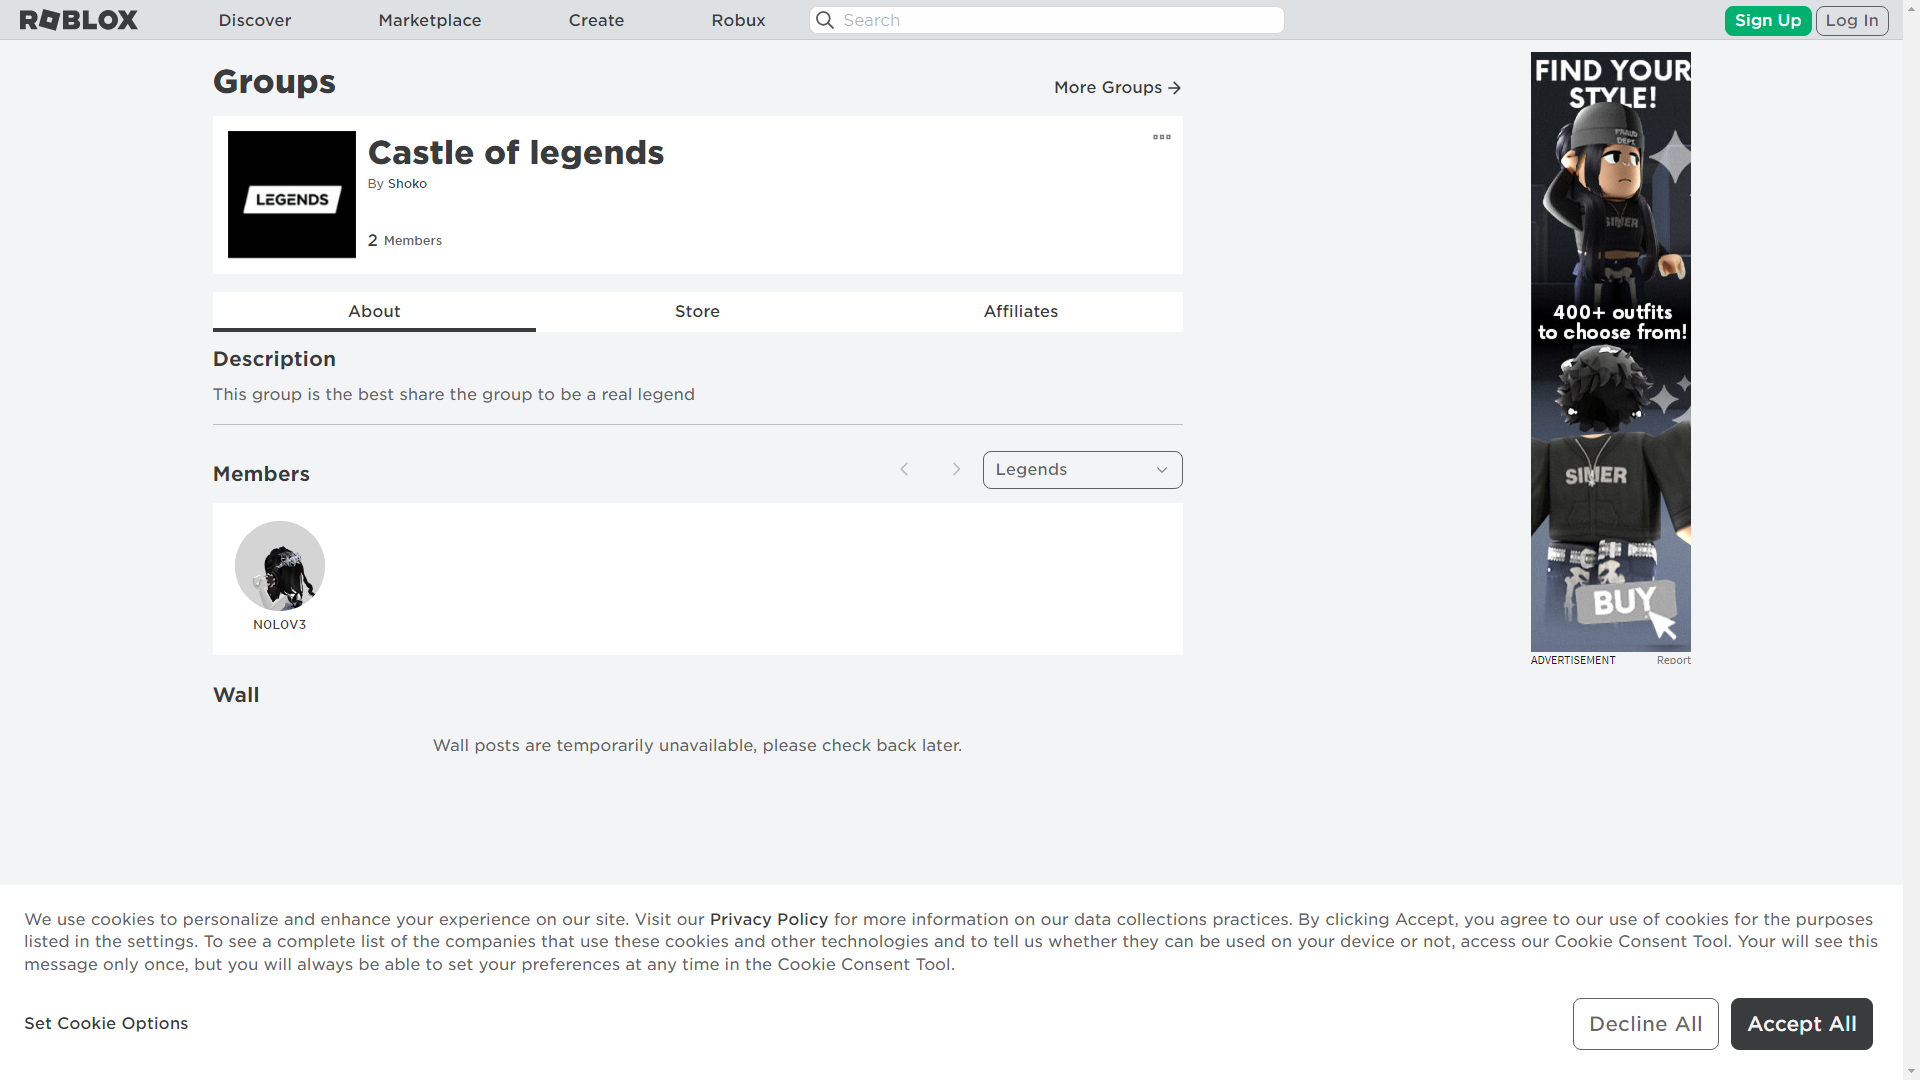 ROBLOX
Discover
Marketplace
Create
Robux
Search
Sign Up
Log In
Groups
More Groups
LEGENDS
Castle of legends
By Shoko
2 Members
About
Store
Affiliates
Description
This group is the best share the group to be a real legend
Members
Legends
N0L0V3
Wall
Wall posts are temporarily unavailable, please check back later.
FIND YOUR
STYLE!
FRAUD
DEPT.
400+ outfits
to choose from!
BUY
ADVERTISEMENT
Report
We use cookies to personalize and enhance your experience on our site. Visit our Privacy Policy for more information on our data collections practices. By clicking Accept, you agree to our use of cookies for the purposes
listed in the settings. To see a complete list of the companies that use these cookies and other technologies and to tell us whether they can be used on your device or not, access our Cookie Consent Tool. Your will see this
message only once, but you will always be able to set your preferences at any time in the Cookie Consent Tool.
Set Cookie Options
Decline All
Accept All